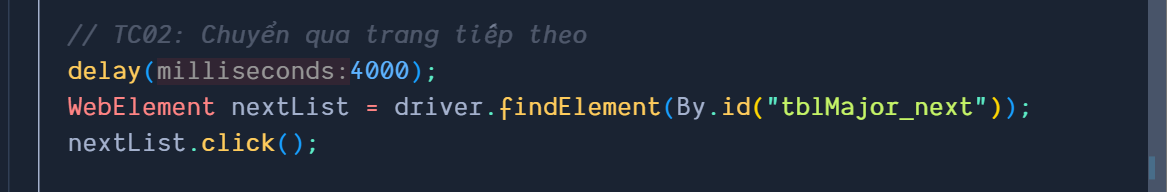 // TC02: Chuyển qua trang tiếp theo
delay(milliseconds:4000);
WebElement nextList = driver.findElement(By.id("tblMajor_next"));
nextList.click();